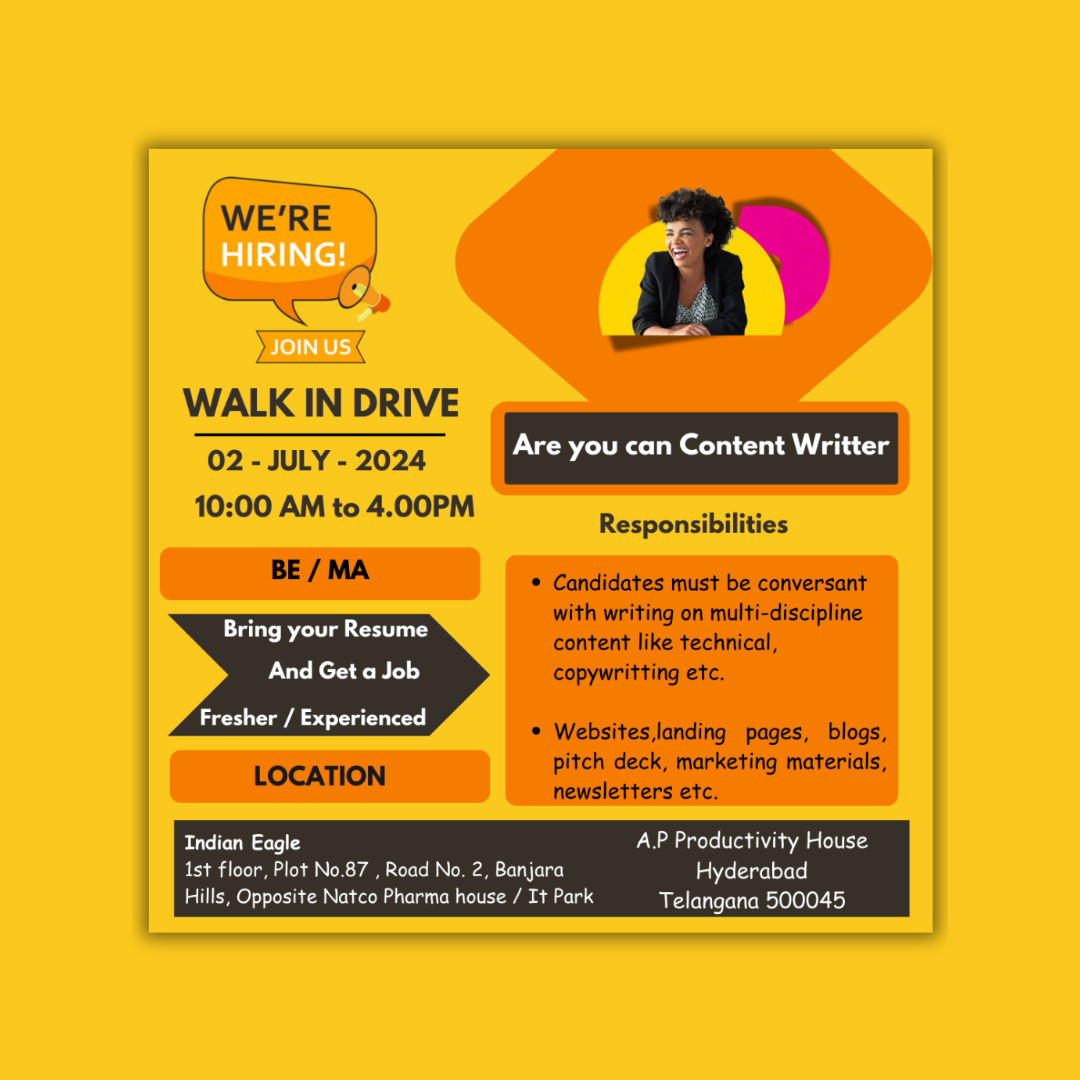 WE'RE
HIRING!
JOIN US
WALK IN DRIVE
02 - JULY - 2024
10:00 AM to 4.00PM
BE / MA
Bring your Resume
And Get a Job
Fresher / Experienced
LOCATION
Are you can Content Writter
Responsibilities
• Candidates must be conversant
with writing on multi-discipline
content like technical,
copywritting etc.
• Websites,landing pages, blogs,
pitch deck, marketing materials,
newsletters etc.
Indian Eagle
1st floor, Plot No.87 , Road No. 2, Banjara
Hills, Opposite Natco Pharma house / It Park
A.P Productivity House
Hyderabad
Telangana 500045